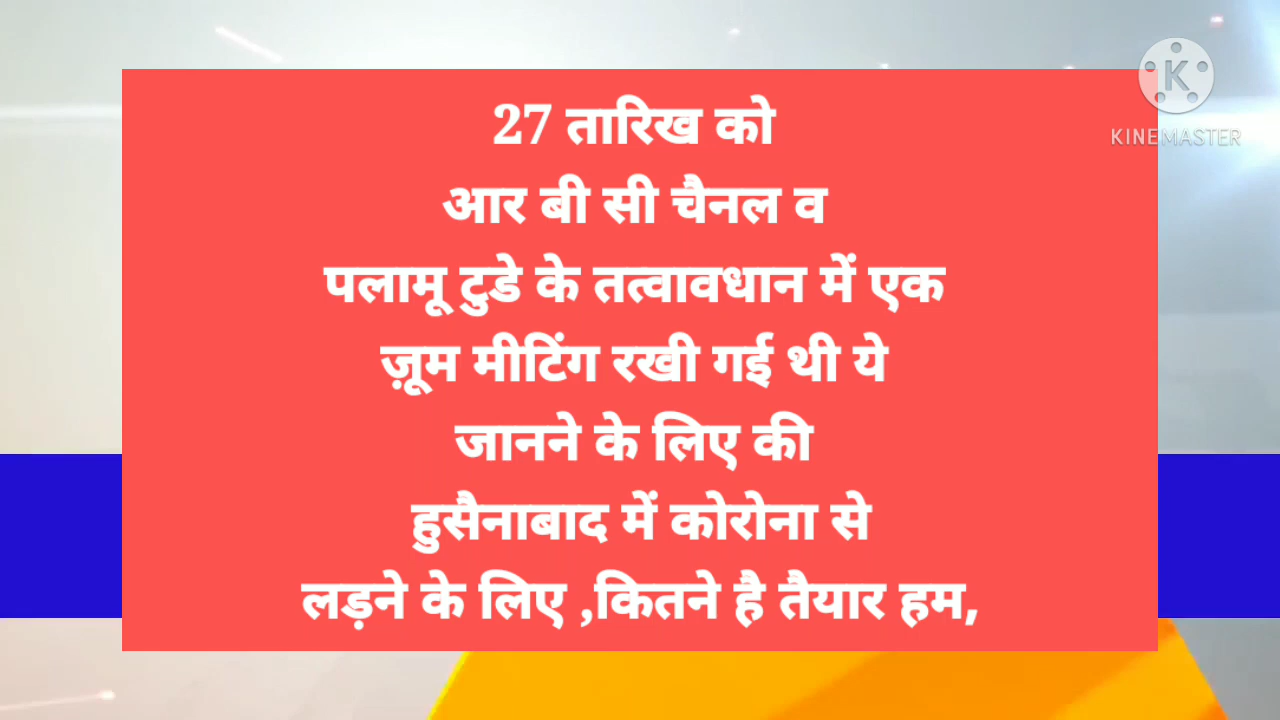 27 तारिख को
आर बी सी चैनल व
पलामू टुडे के तत्वावधान में एक
ज़ूम मीटिंग रखी गई थी ये
जानने के लिए की
हुसैनाबाद में कोरोना से
लड़ने के लिए ,कितने है तैयार हम,
K
KINEMASTER